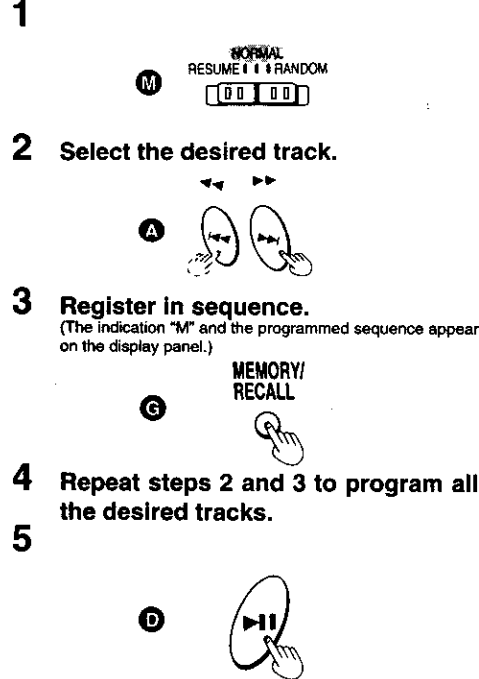 1
NORMAL
RESUME RANDOM
M
2 Select the desired track.
A
3 Register in sequence.
(The indication "M" and the programmed sequence appear
on the display panel.)
MEMORY/
RECALL
G
4 Repeat steps 2 and 3 to program all
the desired tracks.
5
D